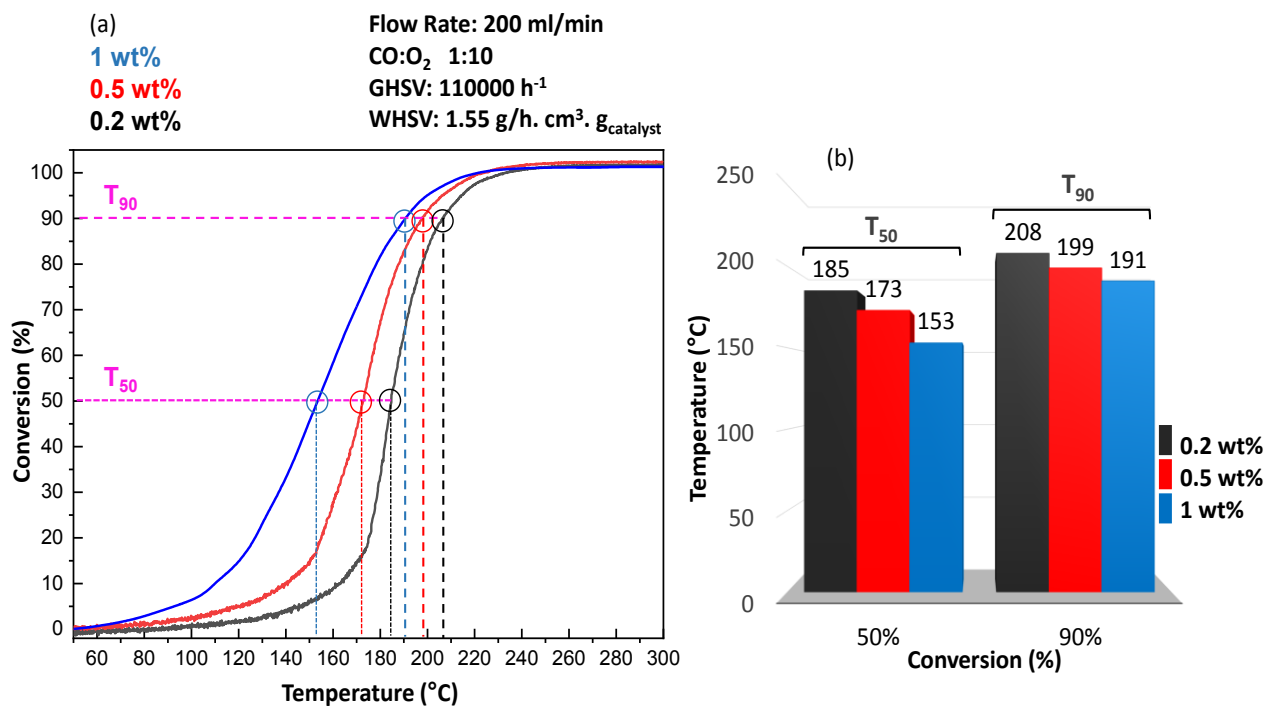 (a)
1 wt%
0.5 wt%
0.2 wt%
Flow Rate: 200 ml/min
CO:O₂ 1:10
GHSV: 110000 h⁻¹
WHSV: 1.55 g/h. cm³. g_catalyst
100
90
80
70
60
50
40
30
20
10
0
Conversion (%)
T₉₀
T₅₀
60 80 100 120 140 160 180 200 220 240 260 280 300
Temperature (°C)
(b)
250
200
150
100
50
0
Temperature (°C)
T₅₀
185
173
153
T₉₀
208
199
191
0.2 wt%
0.5 wt%
1 wt%
50% 90%
Conversion (%)